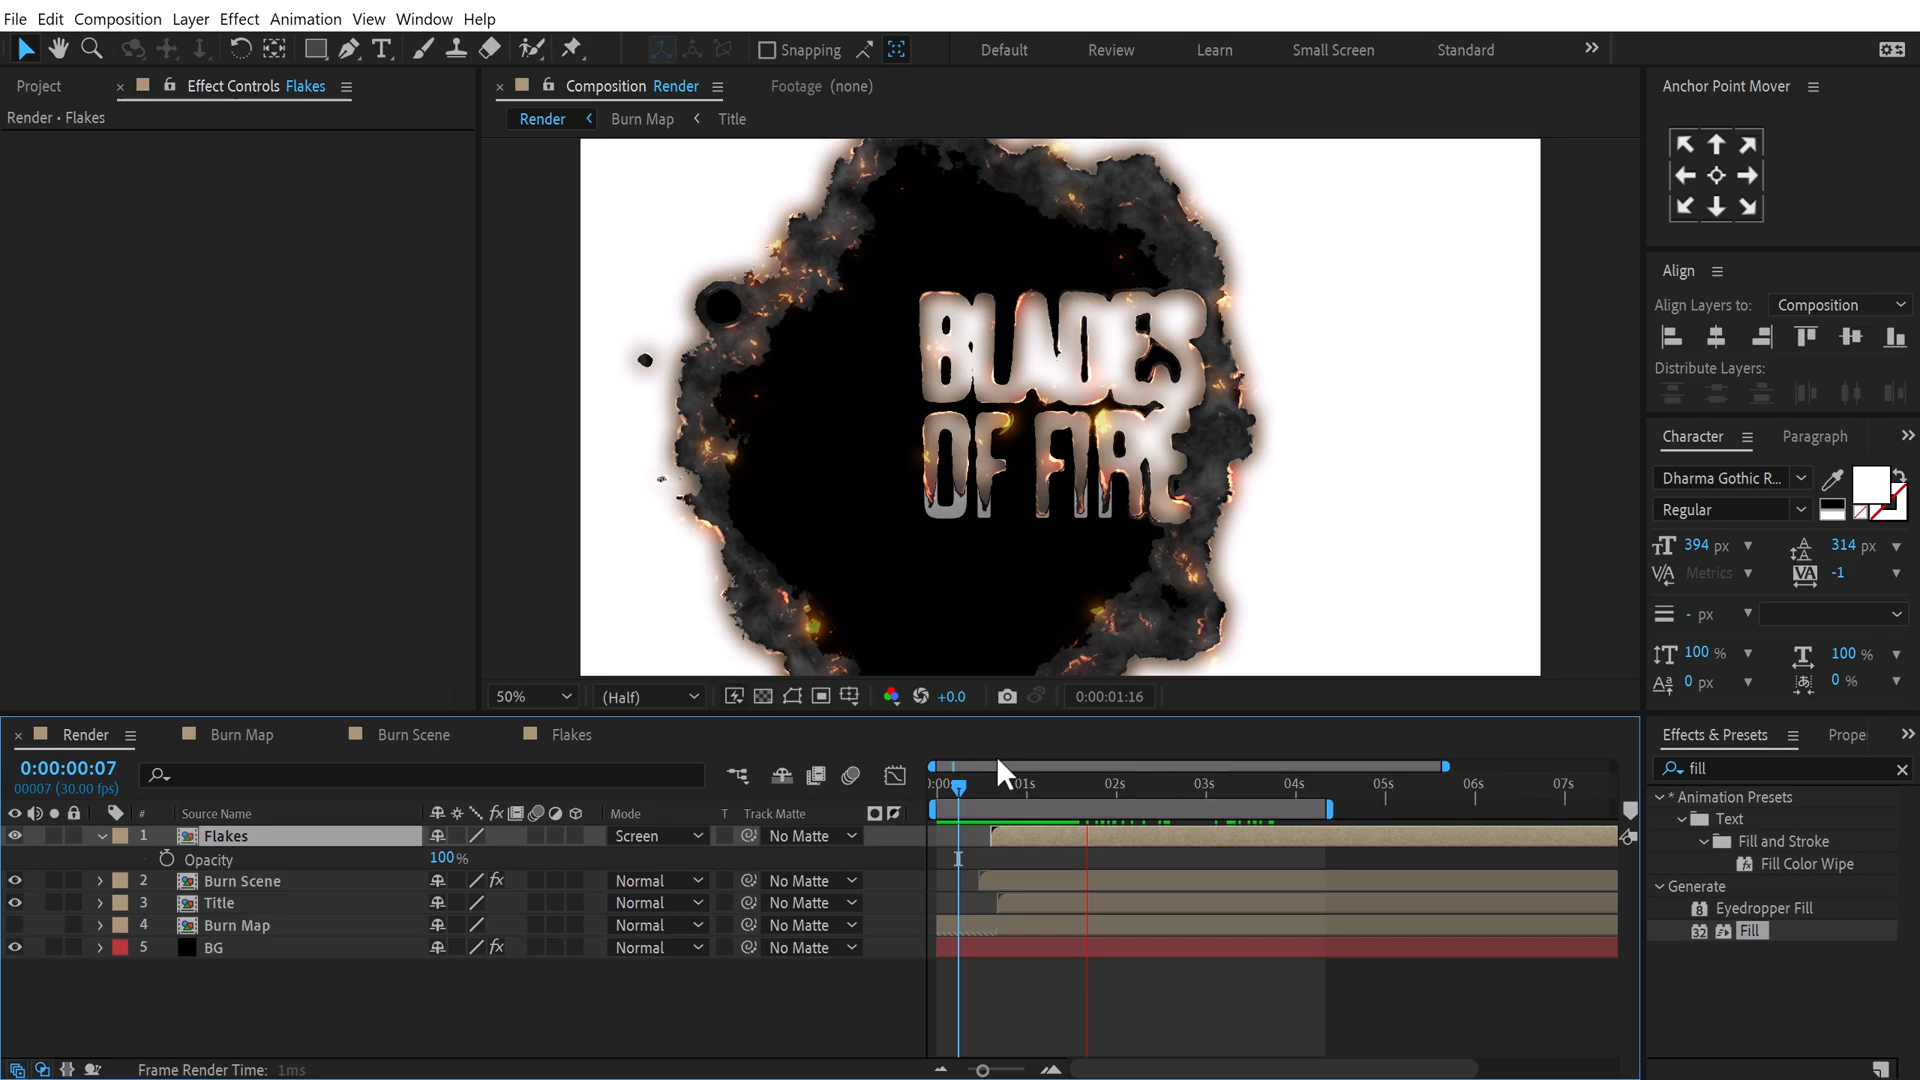 File Edit Composition Layer Effect Animation View Window Help
Snapping
Default Review Learn Small Screen Standard
Project
Effect Controls Flakes
Render • Flakes
Composition Render
Footage (none)
Render Burn Map Title
BLADES
OF FIRE
50% (Half) +0.0 0:00:01:16
Anchor Point Mover
Align
Align Layers to: Composition
Distribute Layers:
Character Paragraph
Dharma Gothic R...
Regular
394 px 314 px
Metrics -1
- px
100 % 100 %
0 px 0 %
Render Burn Map Burn Scene Flakes
0:00:00:07
00007 (30.00 fps)
01s 02s 03s 04s 05s 06s 07s
# Source Name Mode T Track Matte
1 Flakes Screen No Matte
Opacity 100%
2 Burn Scene Normal No Matte
3 Title Normal No Matte
4 Burn Map Normal No Matte
5 BG Normal No Matte
Frame Render Time: 1ms
Effects & Presets
fill
* Animation Presets
Text
Fill and Stroke
Fill Color Wipe
Generate
Eyedropper Fill
Fill